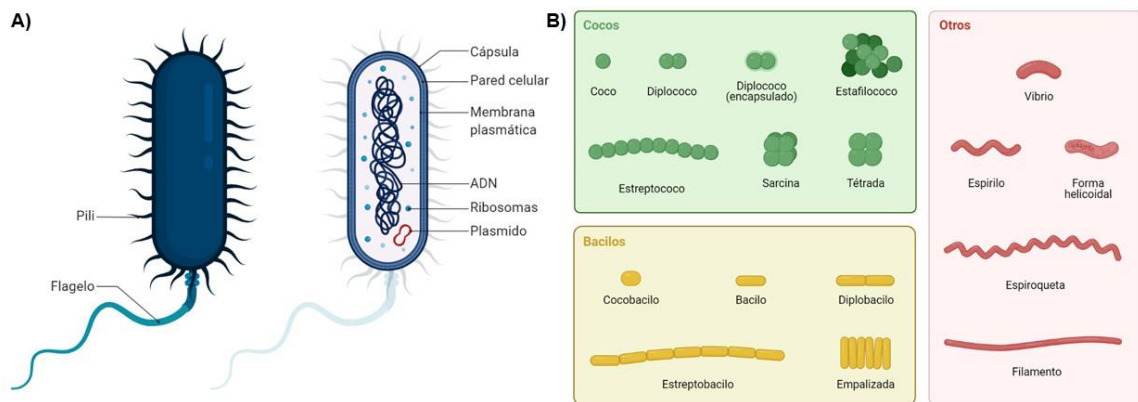 A)
Cápsula
Pared celular
Membrana
plasmática
ADN
Ribosomas
Plasmido
Pili
Flagelo
B)
Cocos
Coco
Diplococo
Diplococo
(encapsulado)
Estafilococo
Estreptococo
Sarcina
Tétrada
Bacilos
Cocobacilo
Bacilo
Diplobacilo
Estreptobacilo
Empalizada
Otros
Vibrio
Espirilo
Forma
helicoidal
Espiroqueta
Filamento